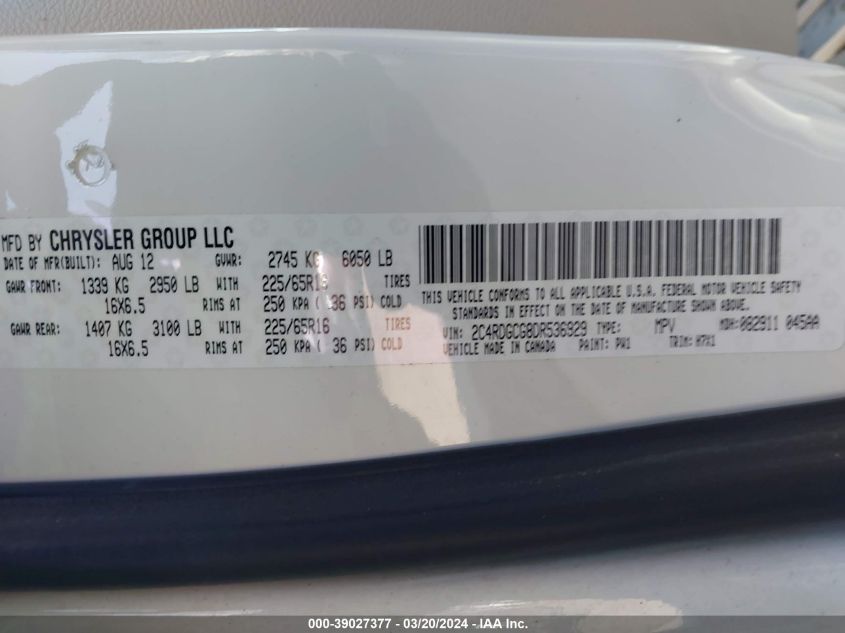 MFD BY CHRYSLER GROUP LLC
DATE OF MFR(BUILT): AUG 12 GVWR: 2745 KG 6050 LB
GAWR FRONT: 1339 KG 2950 LB WITH 225/65R16 TIRES
16X6.5 RIMS AT 250 KPA ( 36 PSI) COLD
GAWR REAR: 1407 KG 3100 LB WITH 225/65R16 TIRES
16X6.5 RIMS AT 250 KPA ( 36 PSI) COLD
THIS VEHICLE CONFORMS TO ALL APPLICABLE U.S.A. FEDERAL MOTOR VEHICLE SAFETY
STANDARDS IN EFFECT ON THE DATE OF MANUFACTURE SHOWN ABOVE.
VIN: 2C4RDGCG8DR536929 TYPE: MPV MDH: 082911 045AA
VEHICLE MADE IN CANADA PAINT: PW1 TRIM: H7X1
000-39027377 - 03/20/2024 - IAA Inc.